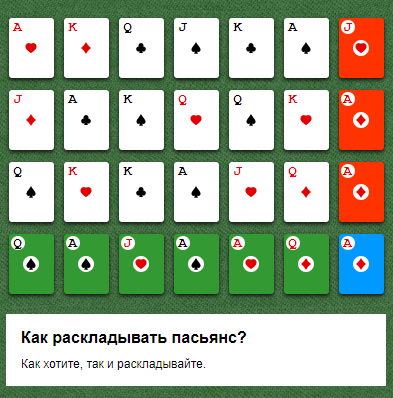 A K Q J K A J
J A K Q Q K A
Q K K A J Q A
Q A J A A Q A
Как раскладывать пасьянс?
Как хотите, так и раскладывайте.